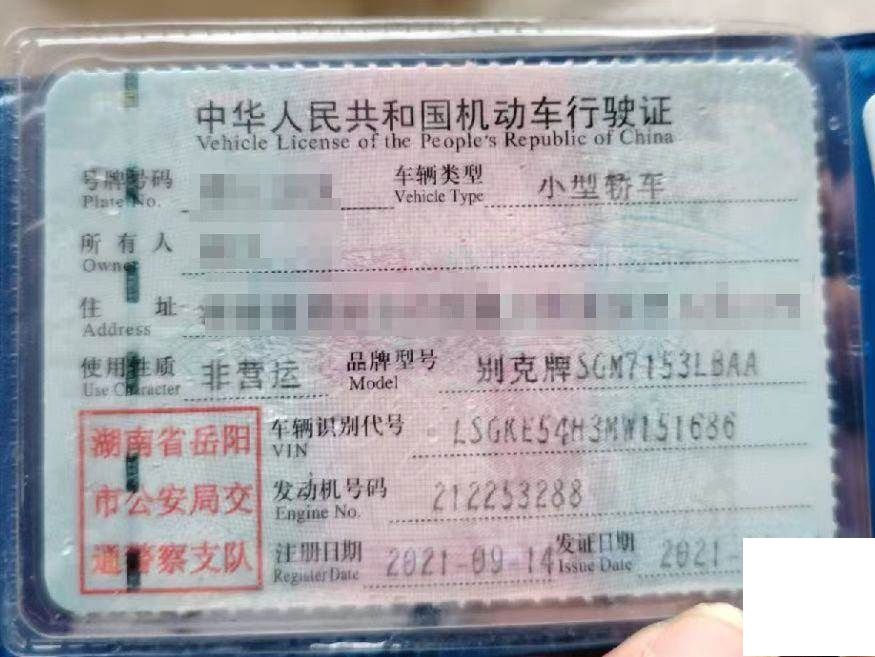 中华人民共和国机动车行驶证
Vehicle License of the People's Republic of China
号牌号码 车辆类型 小型轿车
Plate No. Vehicle Type
所有人
Owner
住址
Address
使用性质 非营运 品牌型号 别克牌SGM7153LBAA
Use Character Model
湖南省岳阳
市公安局交
通警察支队
车辆识别代号 LSGKE54H3MW151686
VIN
发动机号码 212253288
Engine No.
注册日期 2021-09-14 发证日期 2021-
Register Date Issue Date